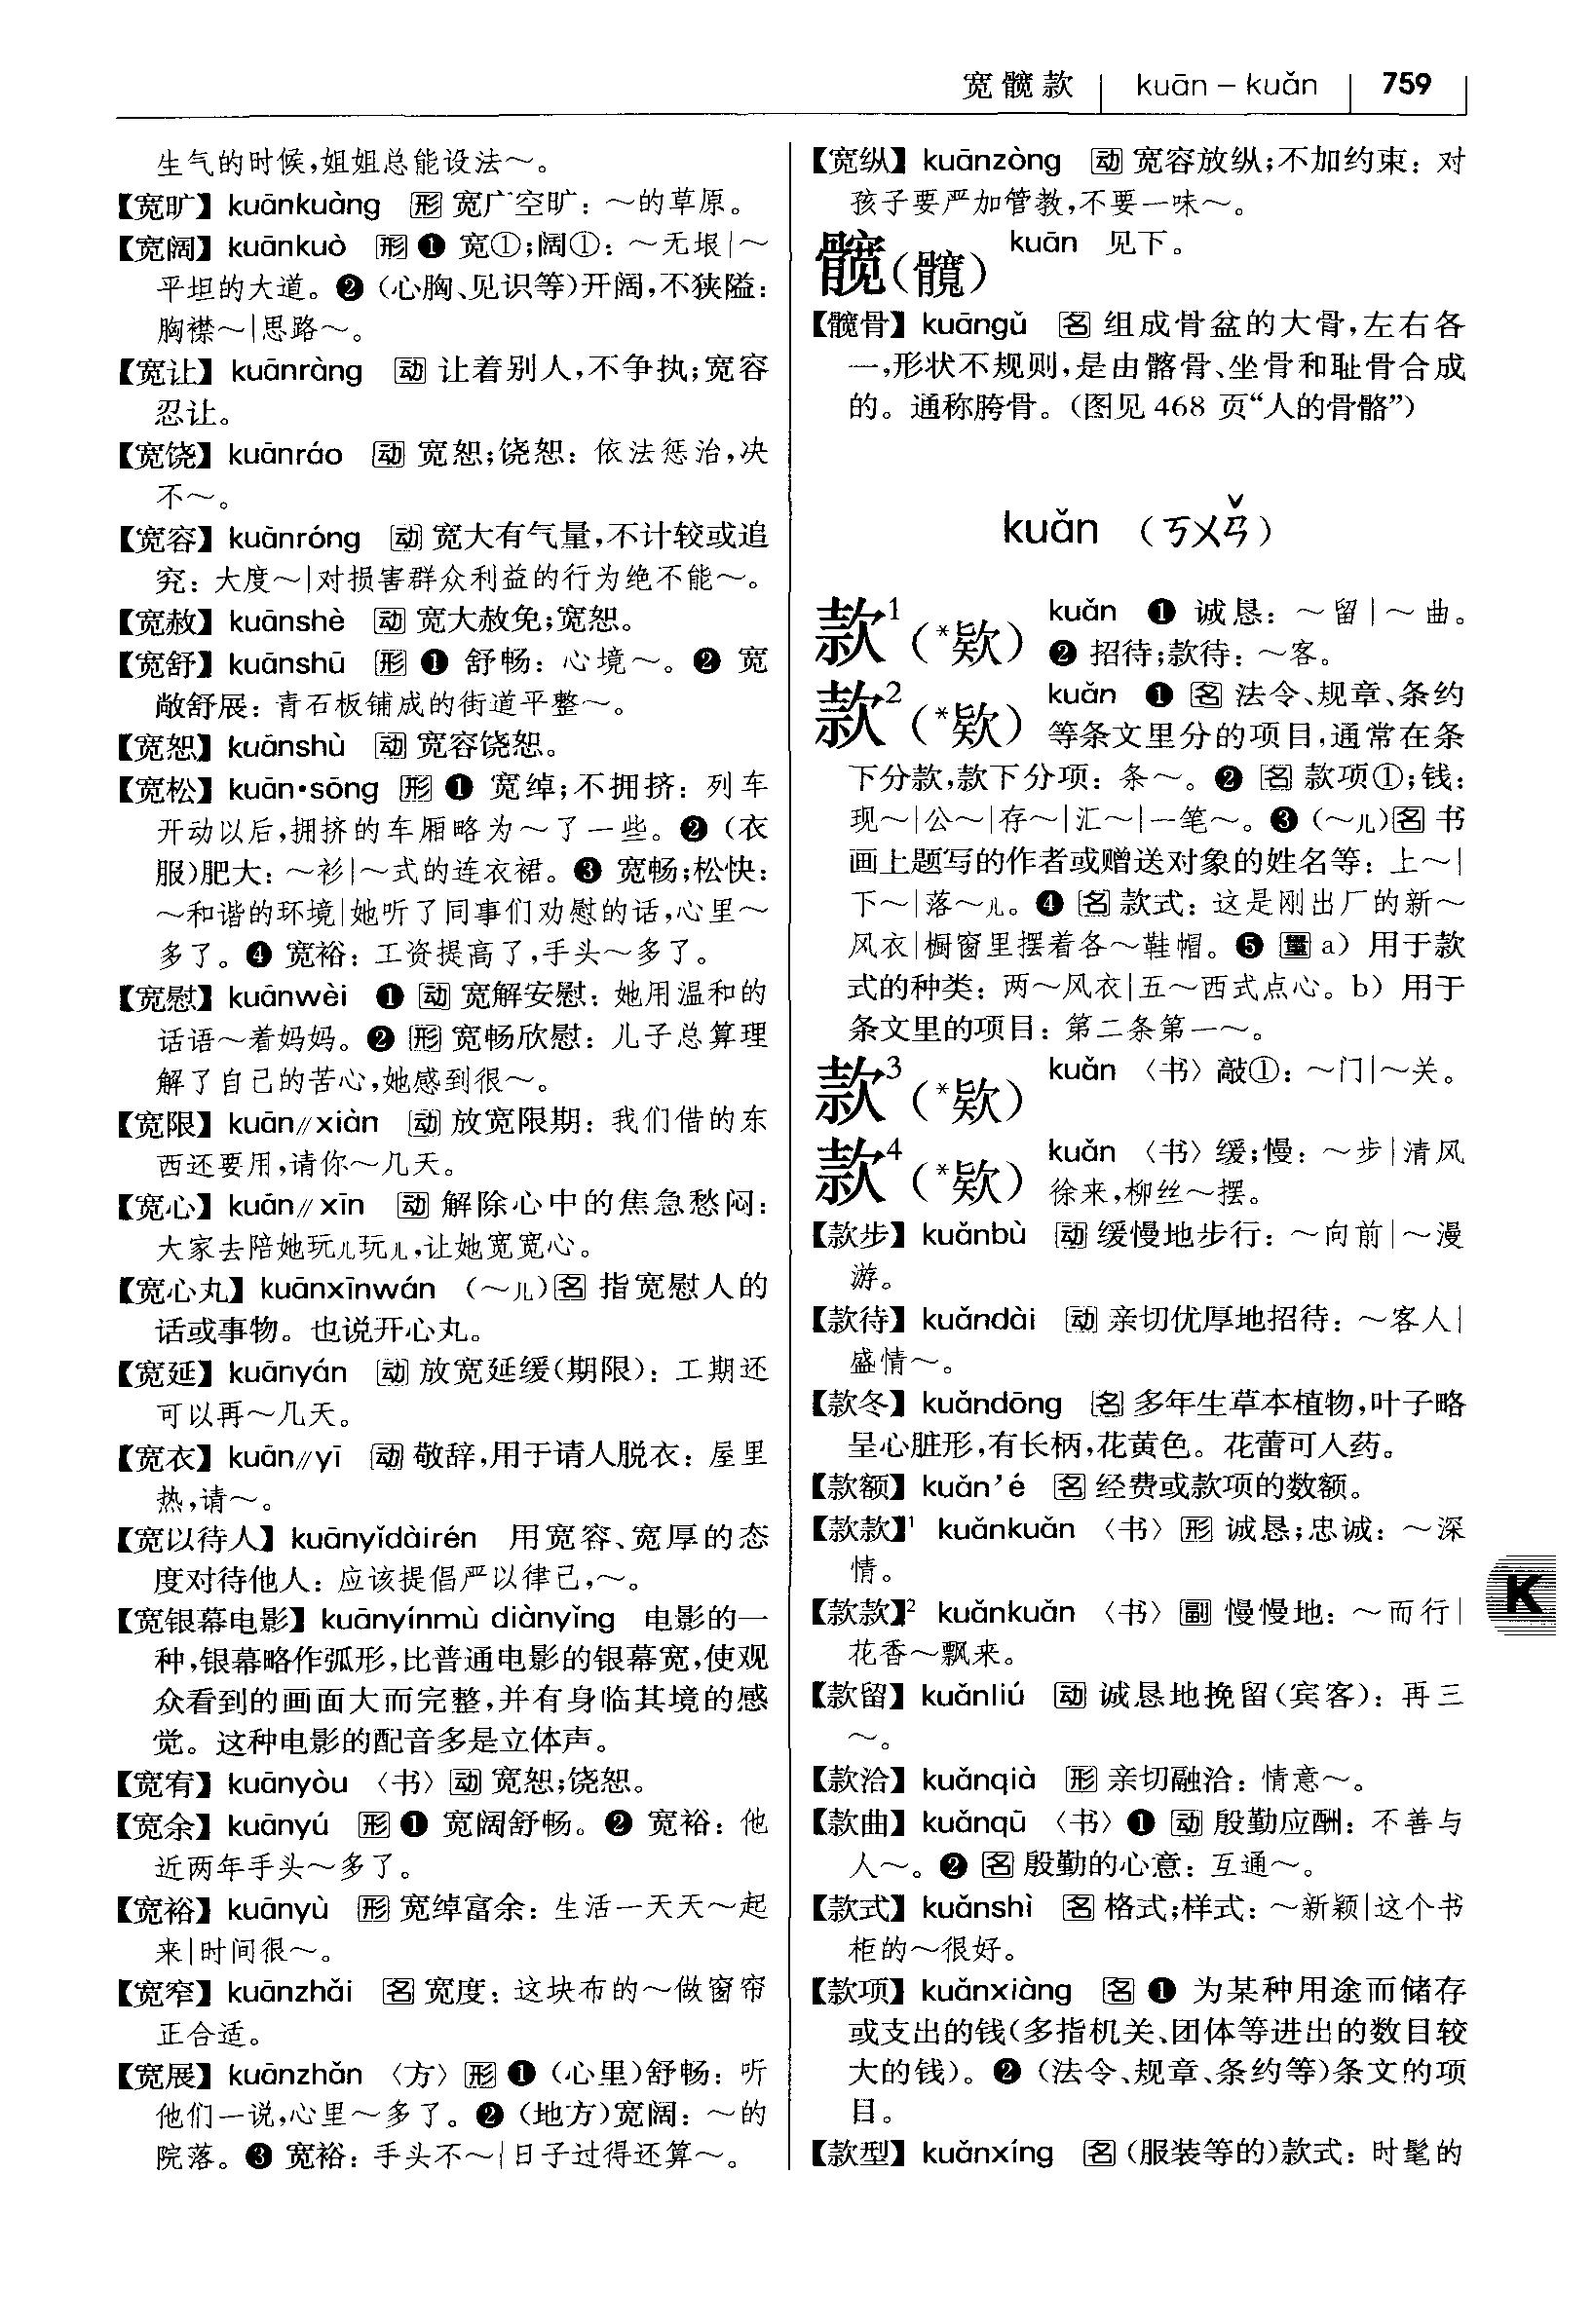 宽髋款 | kuān – kuǎn | 759
生气的时候,姐姐总能设法～。
【宽旷】kuānkuàng 形 宽广空旷：～的草原。
【宽阔】kuānkuò 形 ❶ 宽①;阔①：～无垠|～
平坦的大道。❷（心胸、见识等）开阔,不狭隘：
胸襟～|思路～。
【宽让】kuānràng 动 让着别人,不争执;宽容
忍让。
【宽饶】kuānráo 动 宽恕;饶恕：依法惩治,决
不～。
【宽容】kuānróng 动 宽大有气量,不计较或追
究：大度～|对损害群众利益的行为绝不能～。
【宽赦】kuānshè 动 宽大赦免;宽恕。
【宽舒】kuānshū 形 ❶ 舒畅：心境～。❷ 宽
敞舒展：青石板铺成的街道平整～。
【宽恕】kuānshù 动 宽容饶恕。
【宽松】kuān•sōng 形 ❶ 宽绰;不拥挤：列车
开动以后,拥挤的车厢略为～了一些。❷（衣
服）肥大：～衫|～式的连衣裙。❸ 宽畅;松快：
～和谐的环境|她听了同事们劝慰的话,心里～
多了。❹ 宽裕：工资提高了,手头～多了。
【宽慰】kuānwèi ❶ 动 宽解安慰：她用温和的
话语～着妈妈。❷ 形 宽畅欣慰：儿子总算理
解了自己的苦心,她感到很～。
【宽限】kuān//xiàn 动 放宽限期：我们借的东
西还要用,请你～几天。
【宽心】kuān//xīn 动 解除心中的焦急愁闷：
大家去陪她玩儿玩儿,让她宽宽心。
【宽心丸】kuānxīnwán （～儿）名 指宽慰人的
话或事物。也说开心丸。
【宽延】kuānyán 动 放宽延缓（期限）：工期还
可以再～几天。
【宽衣】kuān//yī 动 敬辞,用于请人脱衣：屋里
热,请～。
【宽以待人】kuānyǐdàirén 用宽容、宽厚的态
度对待他人：应该提倡严以律己,～。
【宽银幕电影】kuānyínmù diànyǐng 电影的一
种,银幕略作弧形,比普通电影的银幕宽,使观
众看到的画面大而完整,并有身临其境的感
觉。这种电影的配音多是立体声。
【宽宥】kuānyòu 〈书〉动 宽恕;饶恕。
【宽余】kuānyú 形 ❶ 宽阔舒畅。❷ 宽裕：他
近两年手头～多了。
【宽裕】kuānyù 形 宽绰富余：生活一天天～起
来|时间很～。
【宽窄】kuānzhǎi 名 宽度：这块布的～做窗帘
正合适。
【宽展】kuānzhǎn 〈方〉形 ❶（心里）舒畅：听
他们一说,心里～多了。❷（地方）宽阔：～的
院落。❸ 宽裕：手头不～|日子过得还算～。
【宽纵】kuānzòng 动 宽容放纵;不加约束：对
孩子要严加管教,不要一味～。
髋(髖) kuān 见下。
【髋骨】kuāngǔ 名 组成骨盆的大骨,左右各
一,形状不规则,是由髂骨、坐骨和耻骨合成
的。通称胯骨。（图见 468 页“人的骨骼”）
kuǎn （ㄎㄨㄢˇ）
款¹(*欵) kuǎn ❶ 诚恳：～留|～曲。
❷ 招待;款待：～客。
款²(*欵) kuǎn ❶ 名 法令、规章、条约
等条文里分的项目,通常在条
下分款,款下分项：条～。❷ 名 款项①;钱：
现～|公～|存～|汇～|一笔～。❸（～儿）名 书
画上题写的作者或赠送对象的姓名等：上～|
下～|落～儿。❹ 名 款式：这是刚出厂的新～
风衣|橱窗里摆着各～鞋帽。❺ 量 a）用于款
式的种类：两～风衣|五～西式点心。b）用于
条文里的项目：第二条第一～。
款³(*欵) kuǎn 〈书〉敲①：～门|～关。
款⁴(*欵) kuǎn 〈书〉缓;慢：～步|清风
徐来,柳丝～摆。
【款步】kuǎnbù 动 缓慢地步行：～向前|～漫
游。
【款待】kuǎndài 动 亲切优厚地招待：～客人|
盛情～。
【款冬】kuǎndōng 名 多年生草本植物,叶子略
呈心脏形,有长柄,花黄色。花蕾可入药。
【款额】kuǎn’é 名 经费或款项的数额。
【款款】¹ kuǎnkuǎn 〈书〉形 诚恳;忠诚：～深
情。
【款款】² kuǎnkuǎn 〈书〉副 慢慢地：～而行|
花香～飘来。
【款留】kuǎnliú 动 诚恳地挽留（宾客）：再三
～。
【款洽】kuǎnqià 形 亲切融洽：情意～。
【款曲】kuǎnqū 〈书〉❶ 动 殷勤应酬：不善与
人～。❷ 名 殷勤的心意：互通～。
【款式】kuǎnshì 名 格式;样式：～新颖|这个书
柜的～很好。
【款项】kuǎnxiàng 名 ❶ 为某种用途而储存
或支出的钱（多指机关、团体等进出的数目较
大的钱）。❷（法令、规章、条约等）条文的项
目。
【款型】kuǎnxíng 名（服装等的）款式：时髦的
K